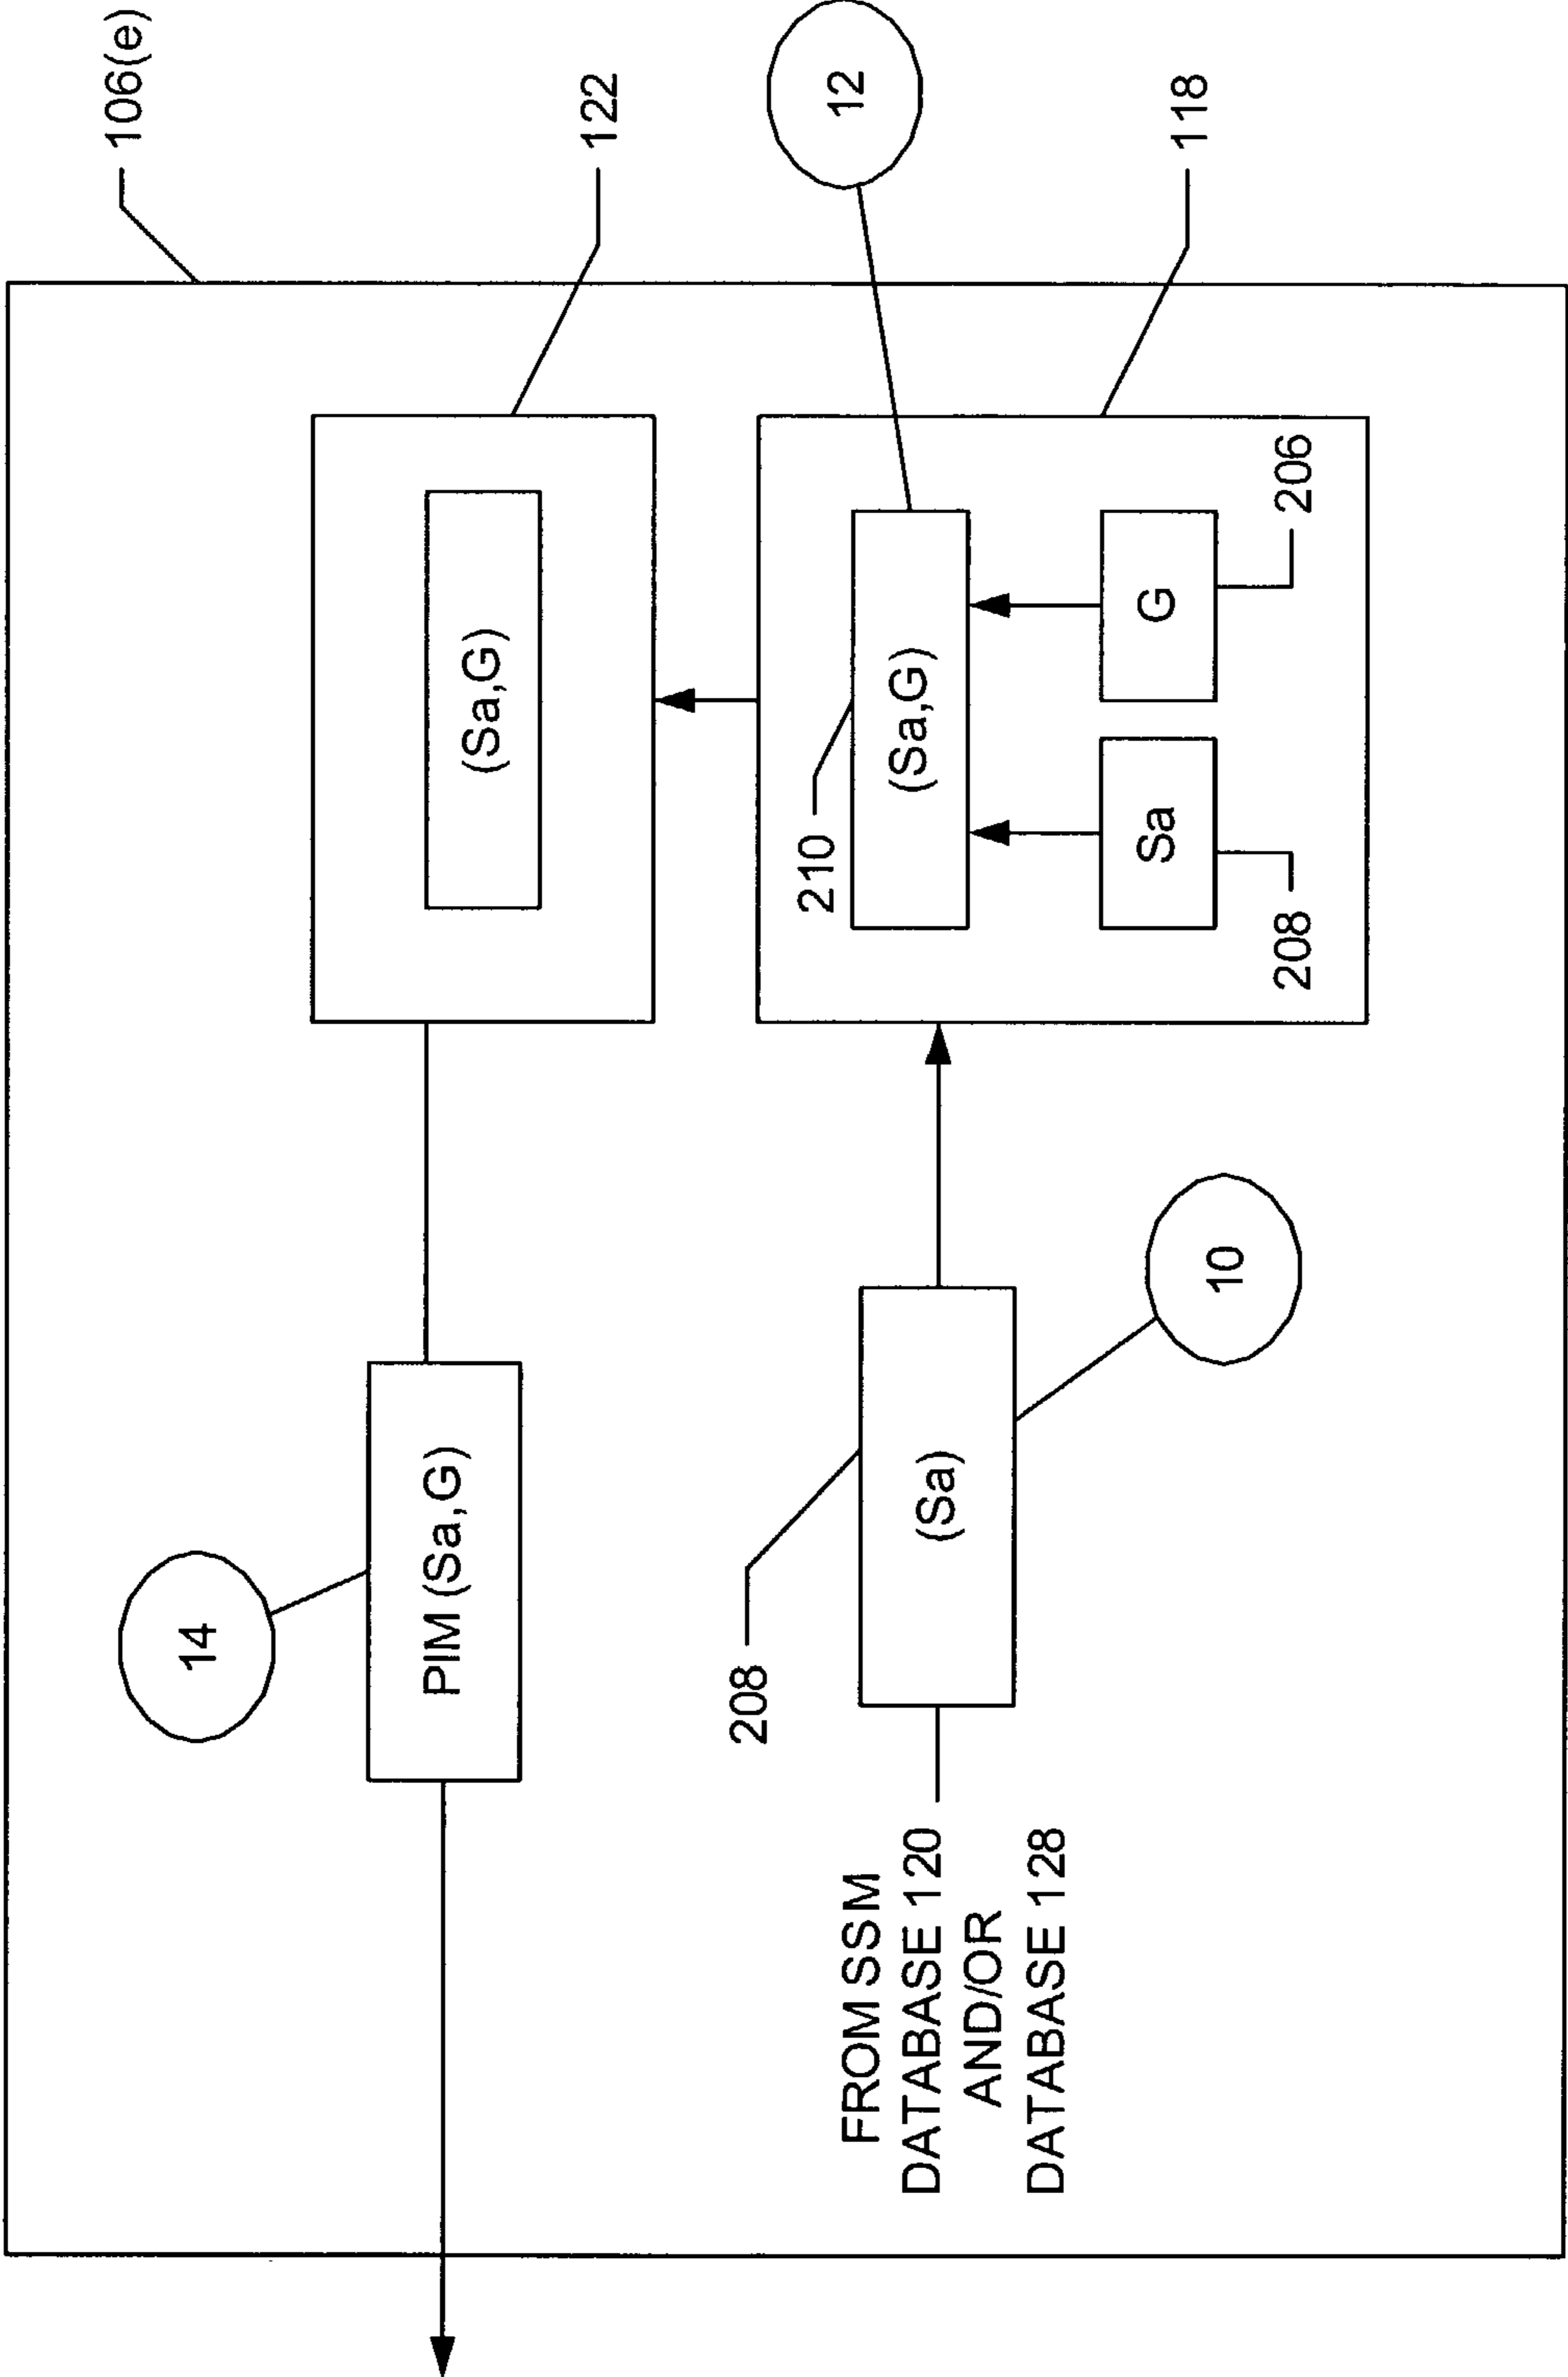 106(e)
14
PIM (Sa,G)
(Sa,G)
122
208
210
12
FROM SSM
DATABASE 120
AND/OR
DATABASE 128
(Sa)
(Sa,G)
Sa
G
118
10
208
206